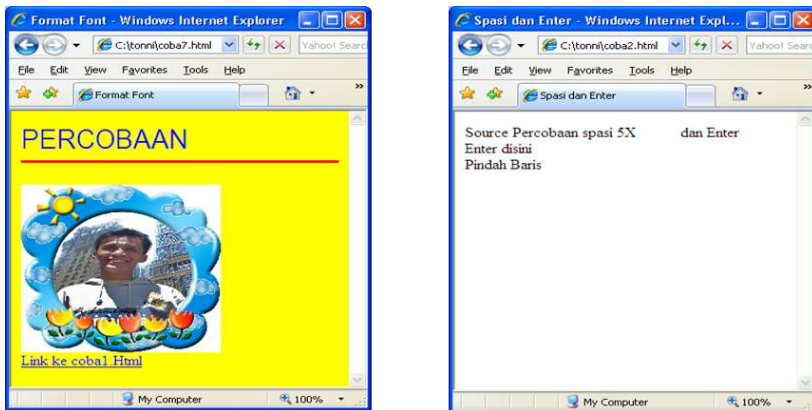 Format Font - Windows Internet Explorer
C:\tonni\coba7.html
Yahoo! Searc
File Edit View Favorites Tools Help
Format Font
PERCOBAAN
Link ke coba1.Html
My Computer
100%
Spasi dan Enter - Windows Internet Expl...
C:\tonni\coba2.html
Yahoo! Sear
File Edit View Favorites Tools Help
Spasi dan Enter
Source Percobaan spasi 5X dan Enter
Enter disini
Pindah Baris
My Computer
100%